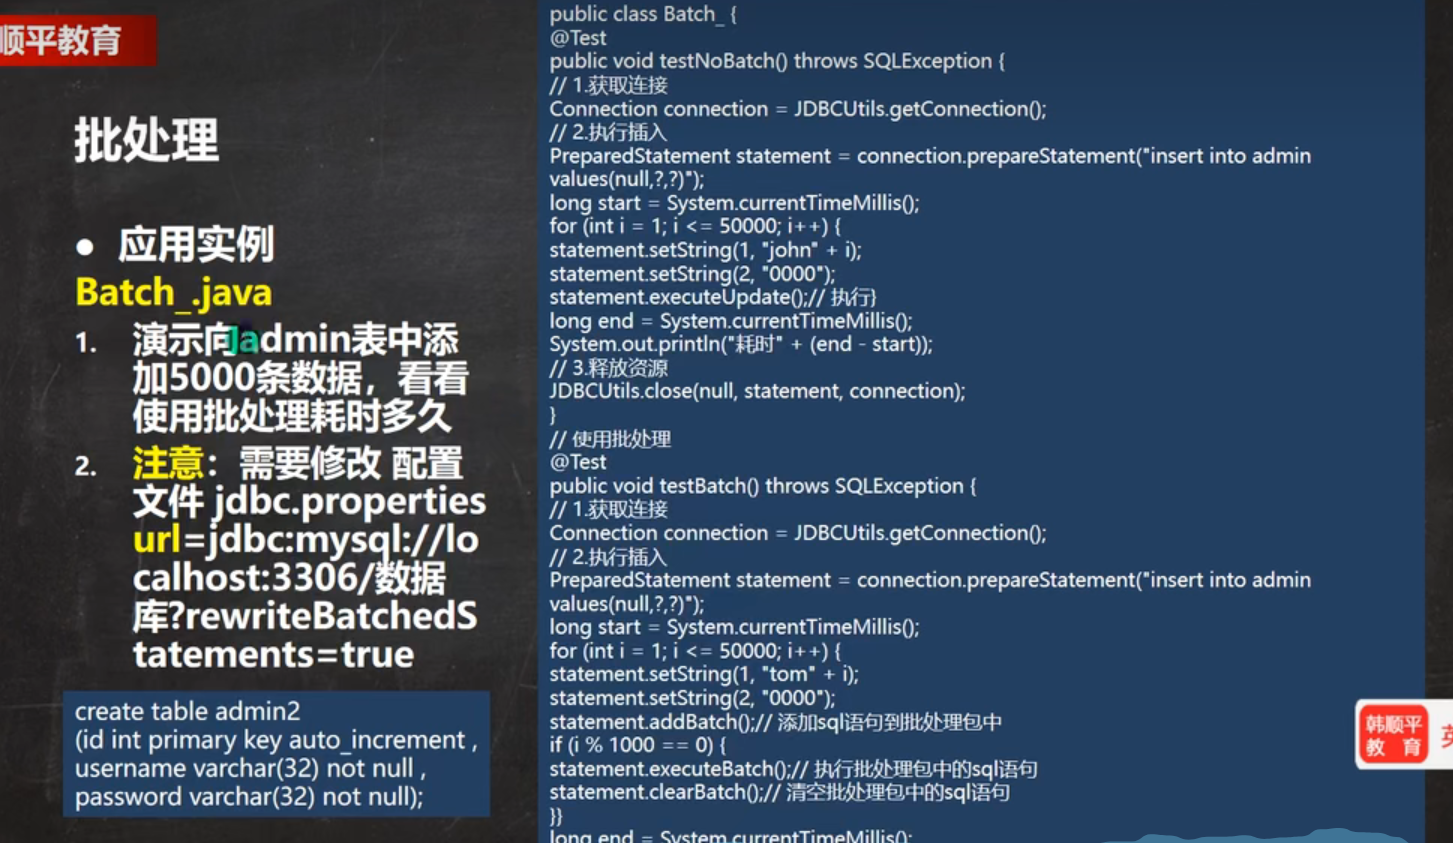 顺平教育
批处理
● 应用实例
Batch_.java
1. 演示向admin表中添
加5000条数据，看看
使用批处理耗时多久
2. 注意：需要修改 配置
文件 jdbc.properties
url=jdbc:mysql://lo
calhost:3306/数据
库?rewriteBatchedS
tatements=true
create table admin2
(id int primary key auto_increment ,
username varchar(32) not null ,
password varchar(32) not null);
public class Batch_ {
@Test
public void testNoBatch() throws SQLException {
// 1.获取连接
Connection connection = JDBCUtils.getConnection();
// 2.执行插入
PreparedStatement statement = connection.prepareStatement("insert into admin
values(null,?,?)");
long start = System.currentTimeMillis();
for (int i = 1; i <= 50000; i++) {
statement.setString(1, "john" + i);
statement.setString(2, "0000");
statement.executeUpdate();// 执行}
long end = System.currentTimeMillis();
System.out.println("耗时" + (end - start));
// 3.释放资源
JDBCUtils.close(null, statement, connection);
}
// 使用批处理
@Test
public void testBatch() throws SQLException {
// 1.获取连接
Connection connection = JDBCUtils.getConnection();
// 2.执行插入
PreparedStatement statement = connection.prepareStatement("insert into admin
values(null,?,?)");
long start = System.currentTimeMillis();
for (int i = 1; i <= 50000; i++) {
statement.setString(1, "tom" + i);
statement.setString(2, "0000");
statement.addBatch();// 添加sql语句到批处理包中
if (i % 1000 == 0) {
statement.executeBatch();// 执行批处理包中的sql语句
statement.clearBatch();// 清空批处理包中的sql语句
}}
long end = System.currentTimeMillis();
韩顺平
教 育
英